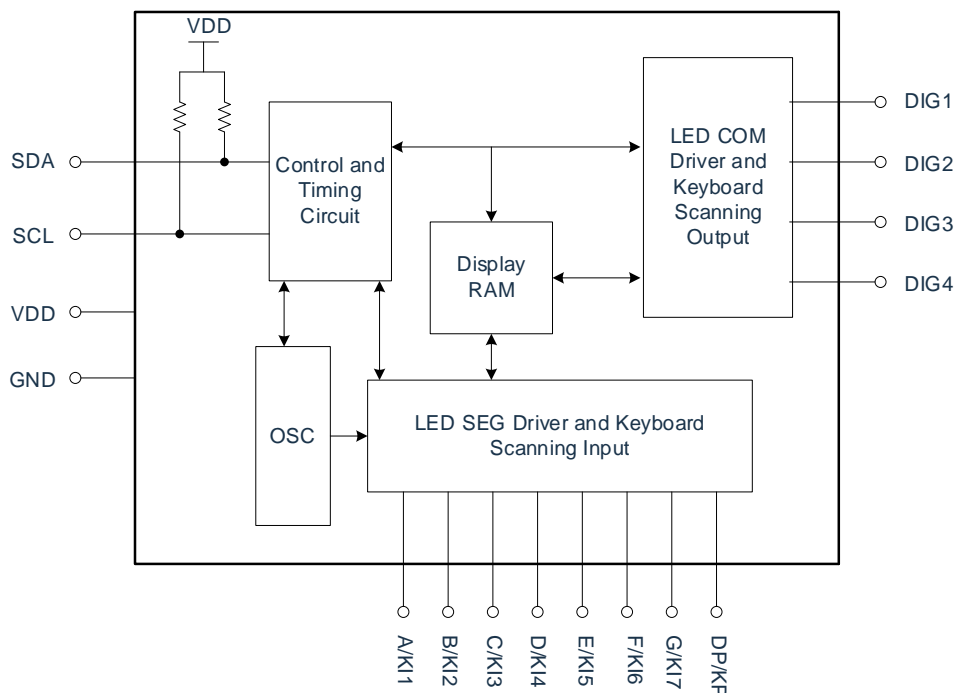 VDD
SDA
SCL
VDD
GND
Control and
Timing
Circuit
LED COM
Driver and
Keyboard
Scanning
Output
DIG1
DIG2
DIG3
DIG4
Display
RAM
OSC
LED SEG Driver and Keyboard
Scanning Input
A/KI1
B/KI2
C/KI3
D/KI4
E/KI5
F/KI6
G/KI7